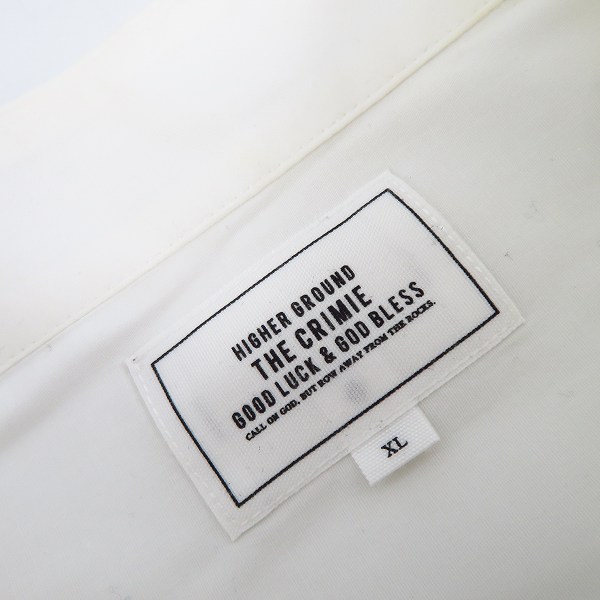 HIGHER GROUND
THE CRIMIE
GOOD LUCK & GOD BLESS
CALL ON GOD, BUT ROW AWAY FROM THE ROCKS.
XL